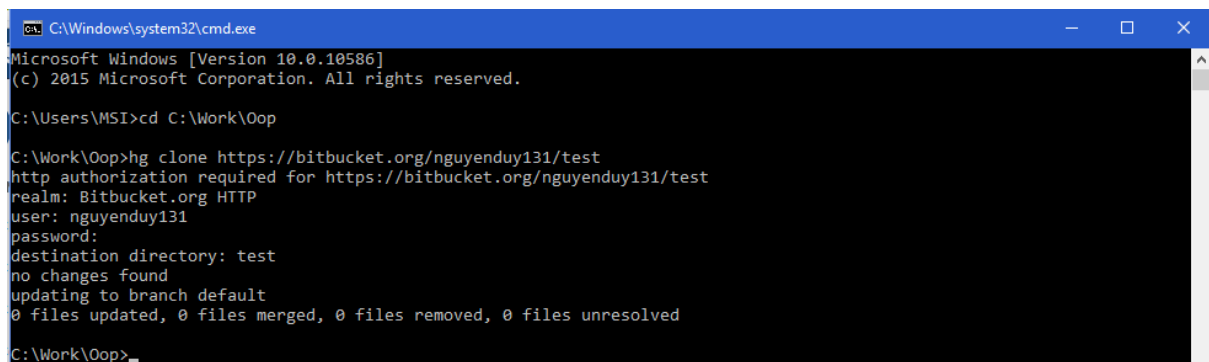 C:\Windows\system32\cmd.exe
Microsoft Windows [Version 10.0.10586]
(c) 2015 Microsoft Corporation. All rights reserved.
C:\Users\MSI>cd C:\Work\Oop
C:\Work\Oop>hg clone https://bitbucket.org/nguyenduy131/test
http authorization required for https://bitbucket.org/nguyenduy131/test
realm: Bitbucket.org HTTP
user: nguyenduy131
password:
destination directory: test
no changes found
updating to branch default
0 files updated, 0 files merged, 0 files removed, 0 files unresolved
C:\Work\Oop>_